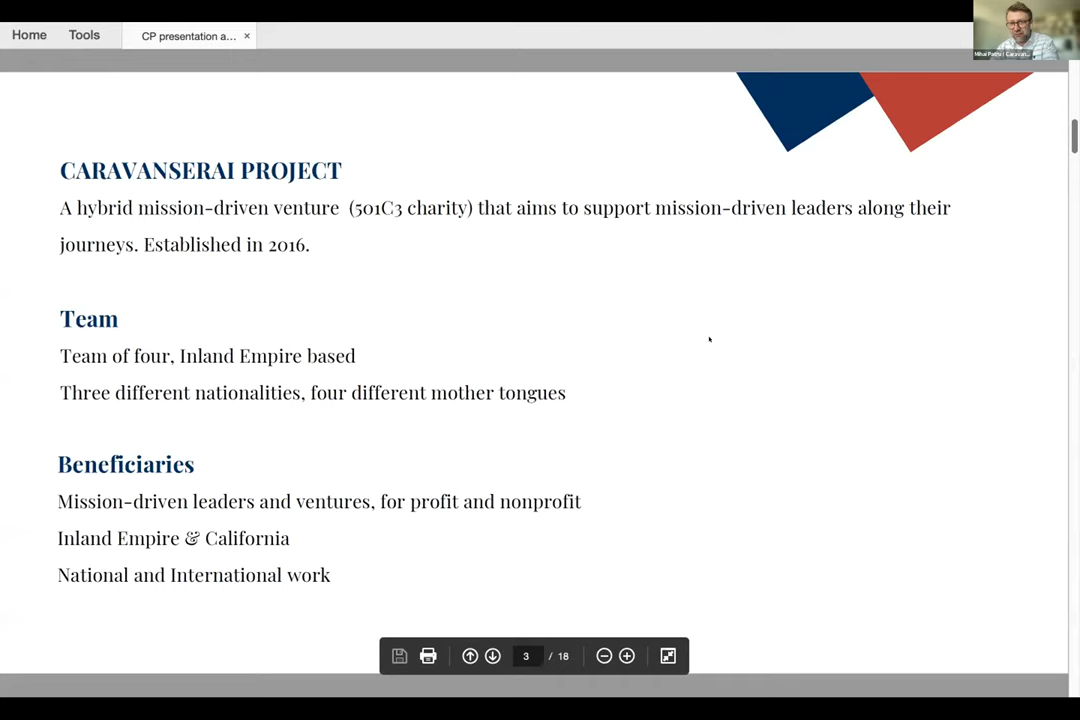 Home Tools CP presentation a... ×
Mihai Patru / Caravan...
CARAVANSERAI PROJECT
A hybrid mission-driven venture (501C3 charity) that aims to support mission-driven leaders along their
journeys. Established in 2016.
Team
Team of four, Inland Empire based
Three different nationalities, four different mother tongues
Beneficiaries
Mission-driven leaders and ventures, for profit and nonprofit
Inland Empire & California
National and International work
3 / 18